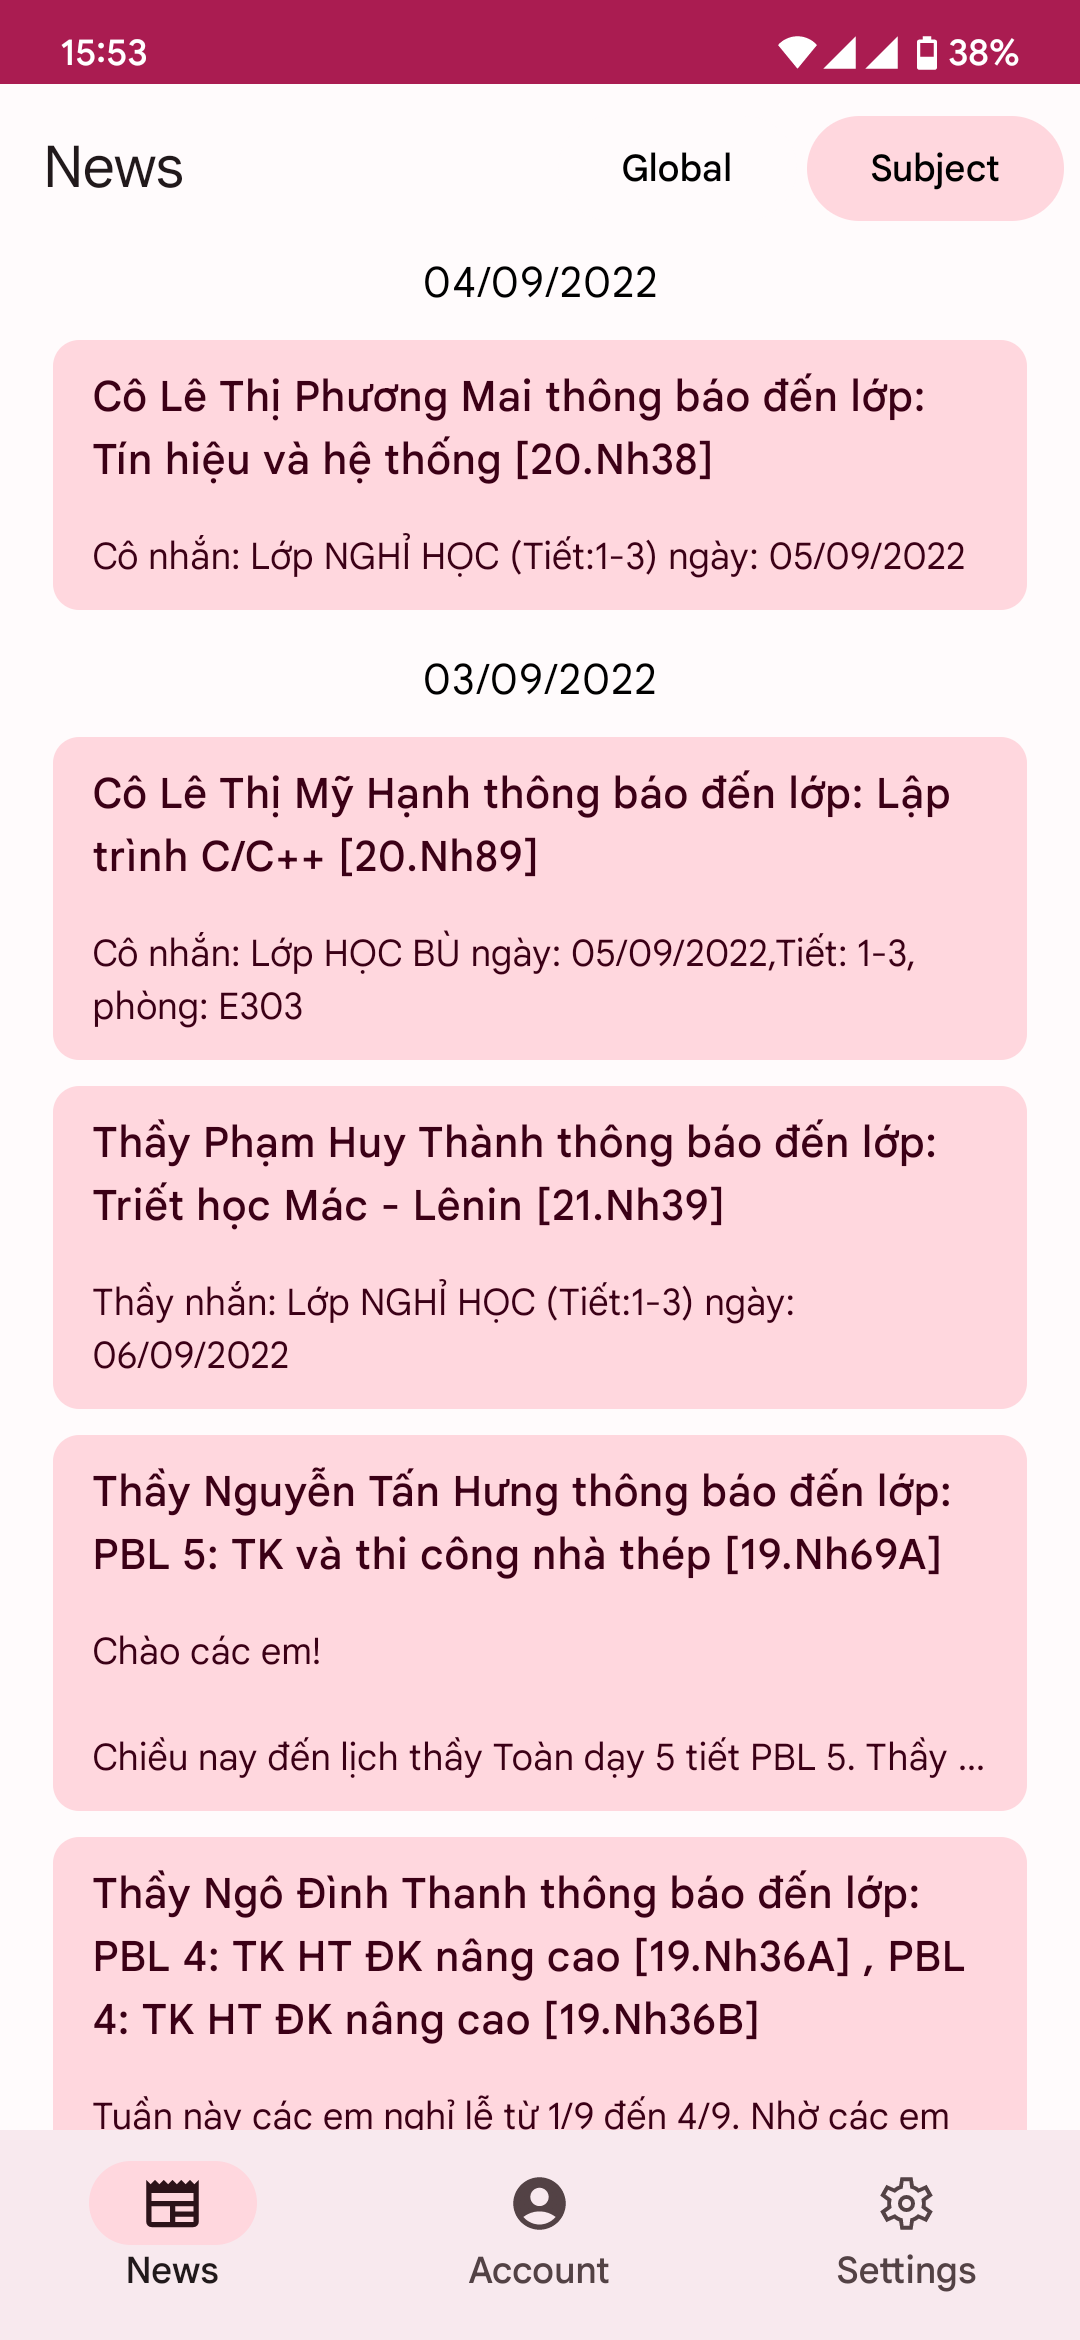 15:53
38%
News
Global
Subject
04/09/2022
Cô Lê Thị Phương Mai thông báo đến lớp:
Tín hiệu và hệ thống [20.Nh38]
Cô nhắn: Lớp NGHỈ HỌC (Tiết:1-3) ngày: 05/09/2022
03/09/2022
Cô Lê Thị Mỹ Hạnh thông báo đến lớp: Lập
trình C/C++ [20.Nh89]
Cô nhắn: Lớp HỌC BÙ ngày: 05/09/2022,Tiết: 1-3,
phòng: E303
Thầy Phạm Huy Thành thông báo đến lớp:
Triết học Mác - Lênin [21.Nh39]
Thầy nhắn: Lớp NGHỈ HỌC (Tiết:1-3) ngày:
06/09/2022
Thầy Nguyễn Tấn Hưng thông báo đến lớp:
PBL 5: TK và thi công nhà thép [19.Nh69A]
Chào các em!
Chiều nay đến lịch thầy Toàn dạy 5 tiết PBL 5. Thầy ...
Thầy Ngô Đình Thanh thông báo đến lớp:
PBL 4: TK HT ĐK nâng cao [19.Nh36A] , PBL
4: TK HT ĐK nâng cao [19.Nh36B]
Tuần này các em nghỉ lễ từ 1/9 đến 4/9. Nhờ các em
News
Account
Settings